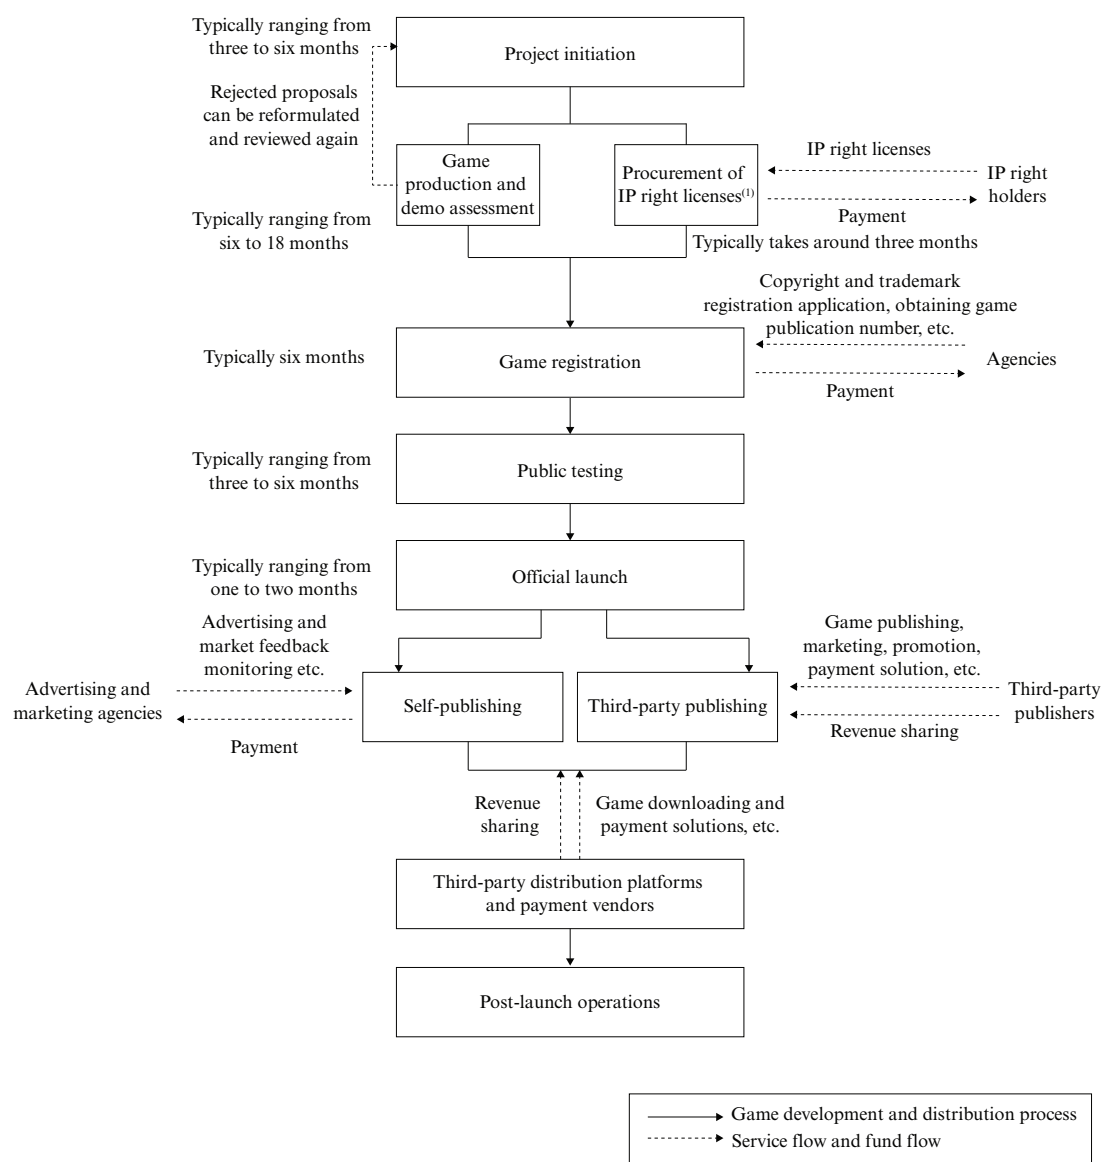 Typically ranging from
three to six months
Project initiation
Rejected proposals
can be reformulated
and reviewed again
Game
production and
demo assessment
Procurement of
IP right licenses(1)
IP right licenses
IP right
holders
Payment
Typically ranging from
six to 18 months
Typically takes around three months
Copyright and trademark
registration application, obtaining game
publication number, etc.
Typically six months
Game registration
Agencies
Payment
Typically ranging from
three to six months
Public testing
Typically ranging from
one to two months
Official launch
Advertising and
market feedback
monitoring etc.
Game publishing,
marketing, promotion,
payment solution, etc.
Advertising and
marketing agencies
Self-publishing
Third-party publishing
Third-party
publishers
Payment
Revenue sharing
Revenue
sharing
Game downloading and
payment solutions, etc.
Third-party distribution platforms
and payment vendors
Post-launch operations
Game development and distribution process
Service flow and fund flow